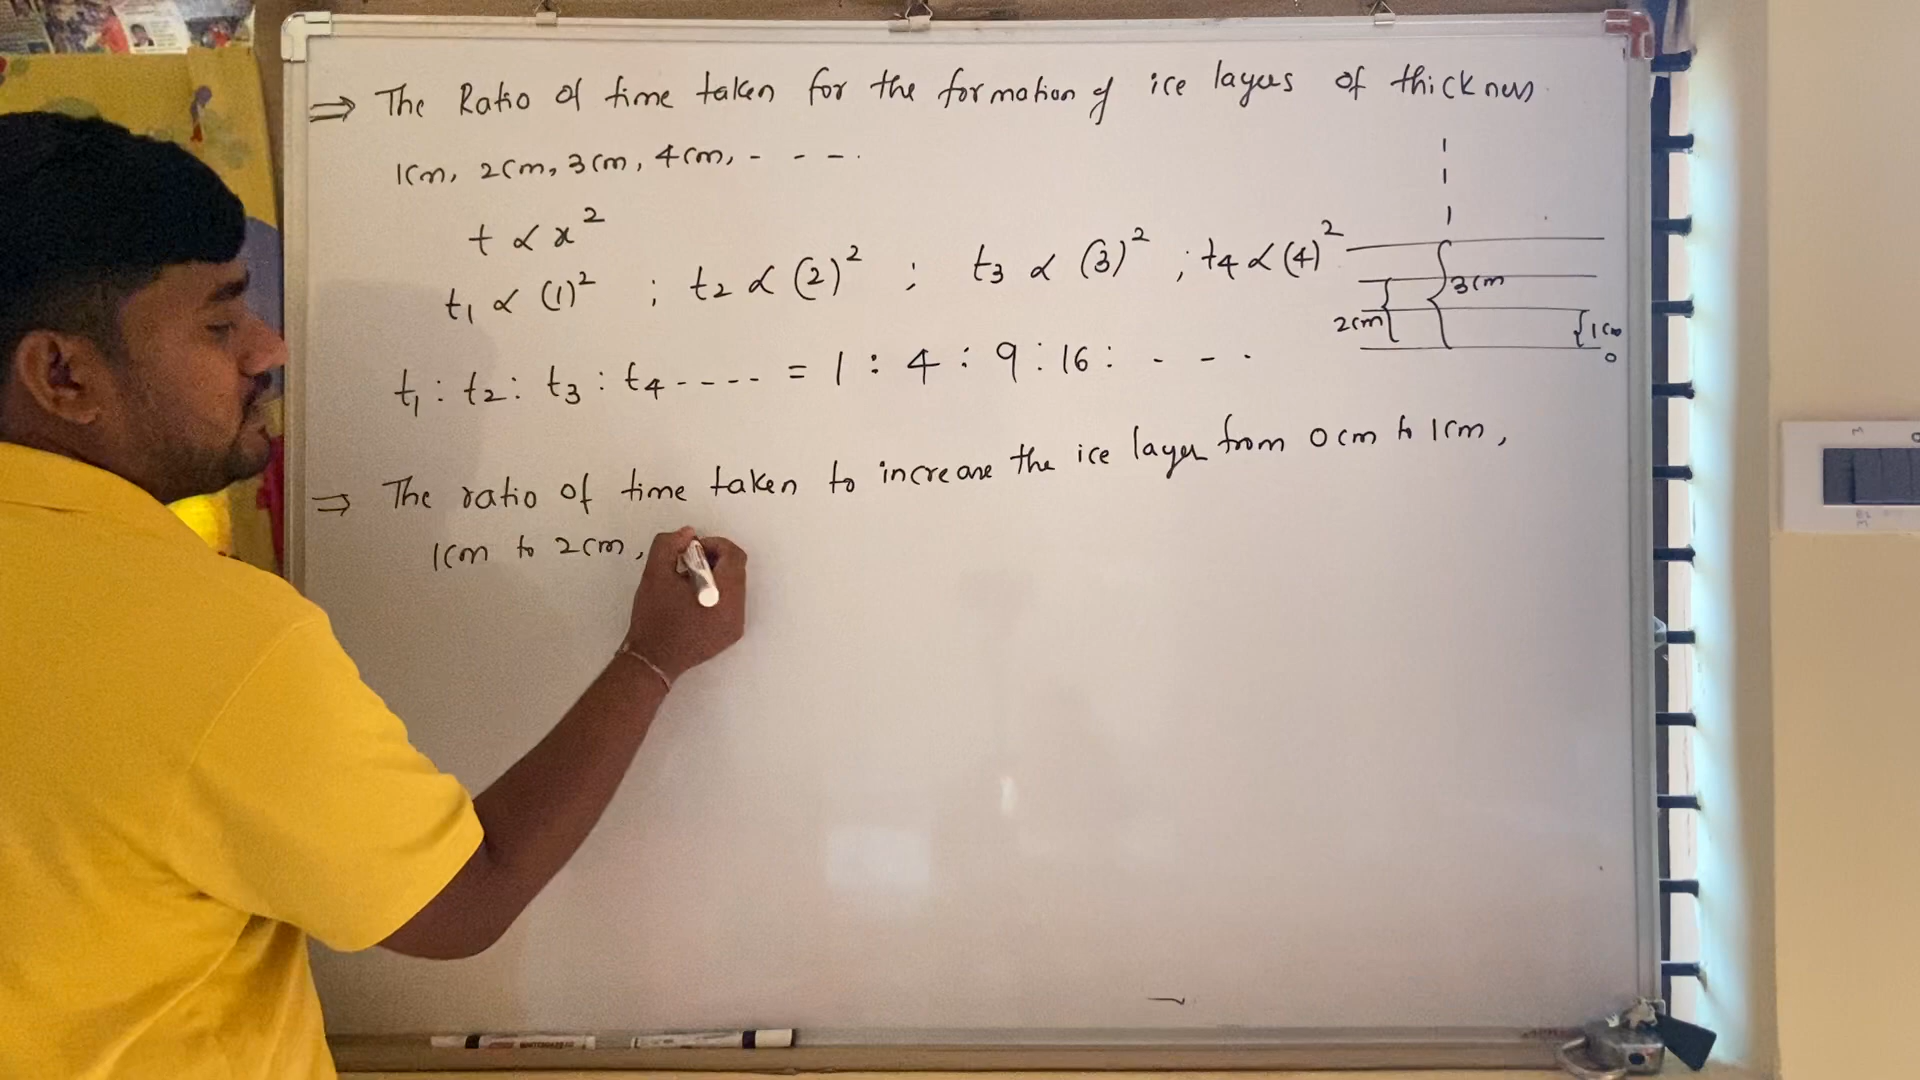 ⇒ The Ratio of time taken for the formation of ice layers of thickness
1cm, 2cm, 3cm, 4cm, - - - .
t ∝ x²
t₁ ∝ (1)² ; t₂ ∝ (2)² ; t₃ ∝ (3)² ; t₄ ∝ (4)²
3cm
2cm
1cm
0
t₁ : t₂ : t₃ : t₄ ---- = 1 : 4 : 9 : 16 : - - -
⇒ The ratio of time taken to increase the ice layer from 0cm to 1cm,
1cm to 2cm,